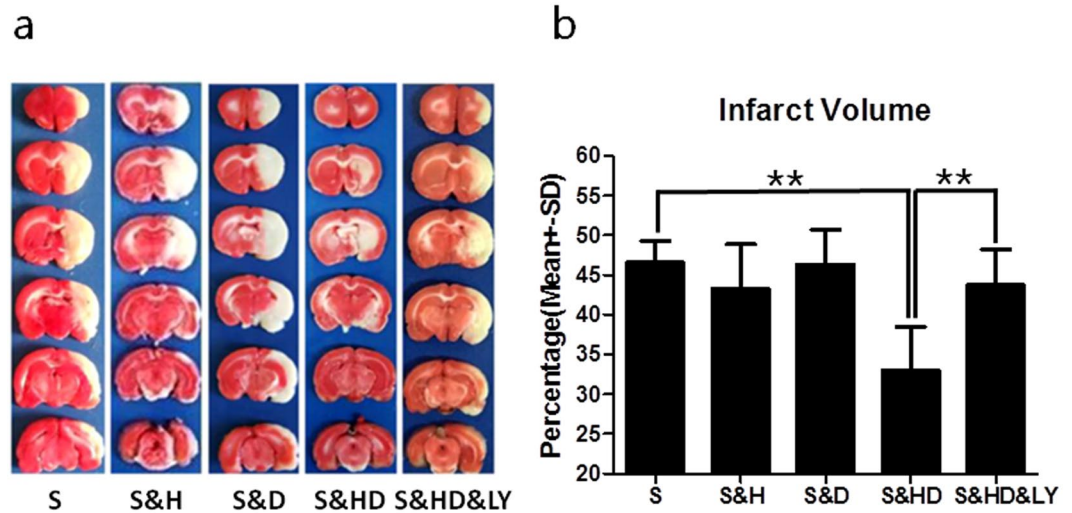 a
S S&H S&D S&HD S&HD&LY
b
Infarct Volume
Percentage(Mean+-SD)
60
55
50
45
40
35
30
25
20
** **
S S&H S&D S&HD S&HD&LY